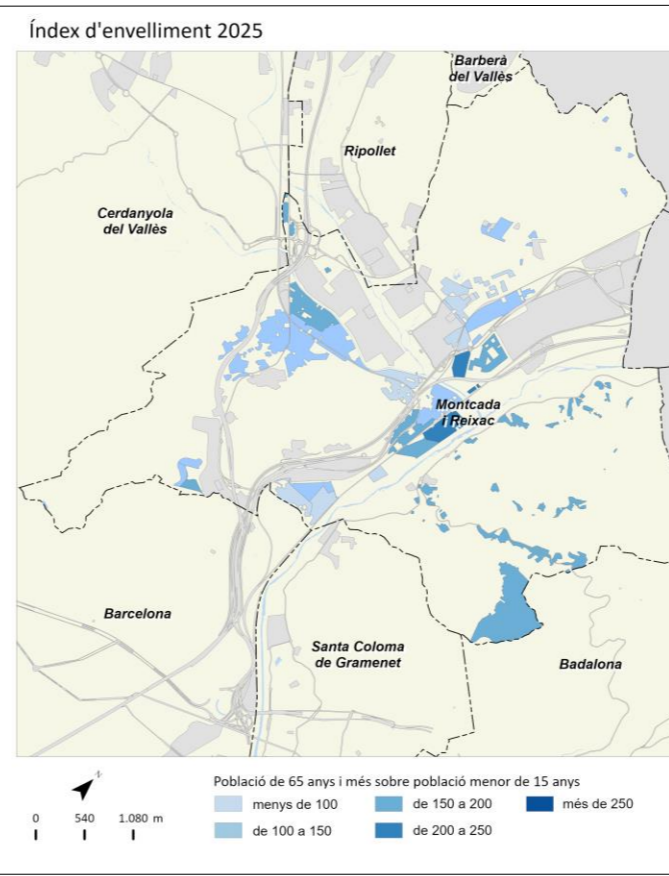 Índex d'envelliment 2025
Barberà
del Vallès
Ripollet
Cerdanyola
del Vallès
Montcada
i Reixac
Barcelona
Santa Coloma
de Gramenet
Badalona
N
0 540 1.080 m
Població de 65 anys i més sobre població menor de 15 anys
menys de 100
de 150 a 200
més de 250
de 100 a 150
de 200 a 250